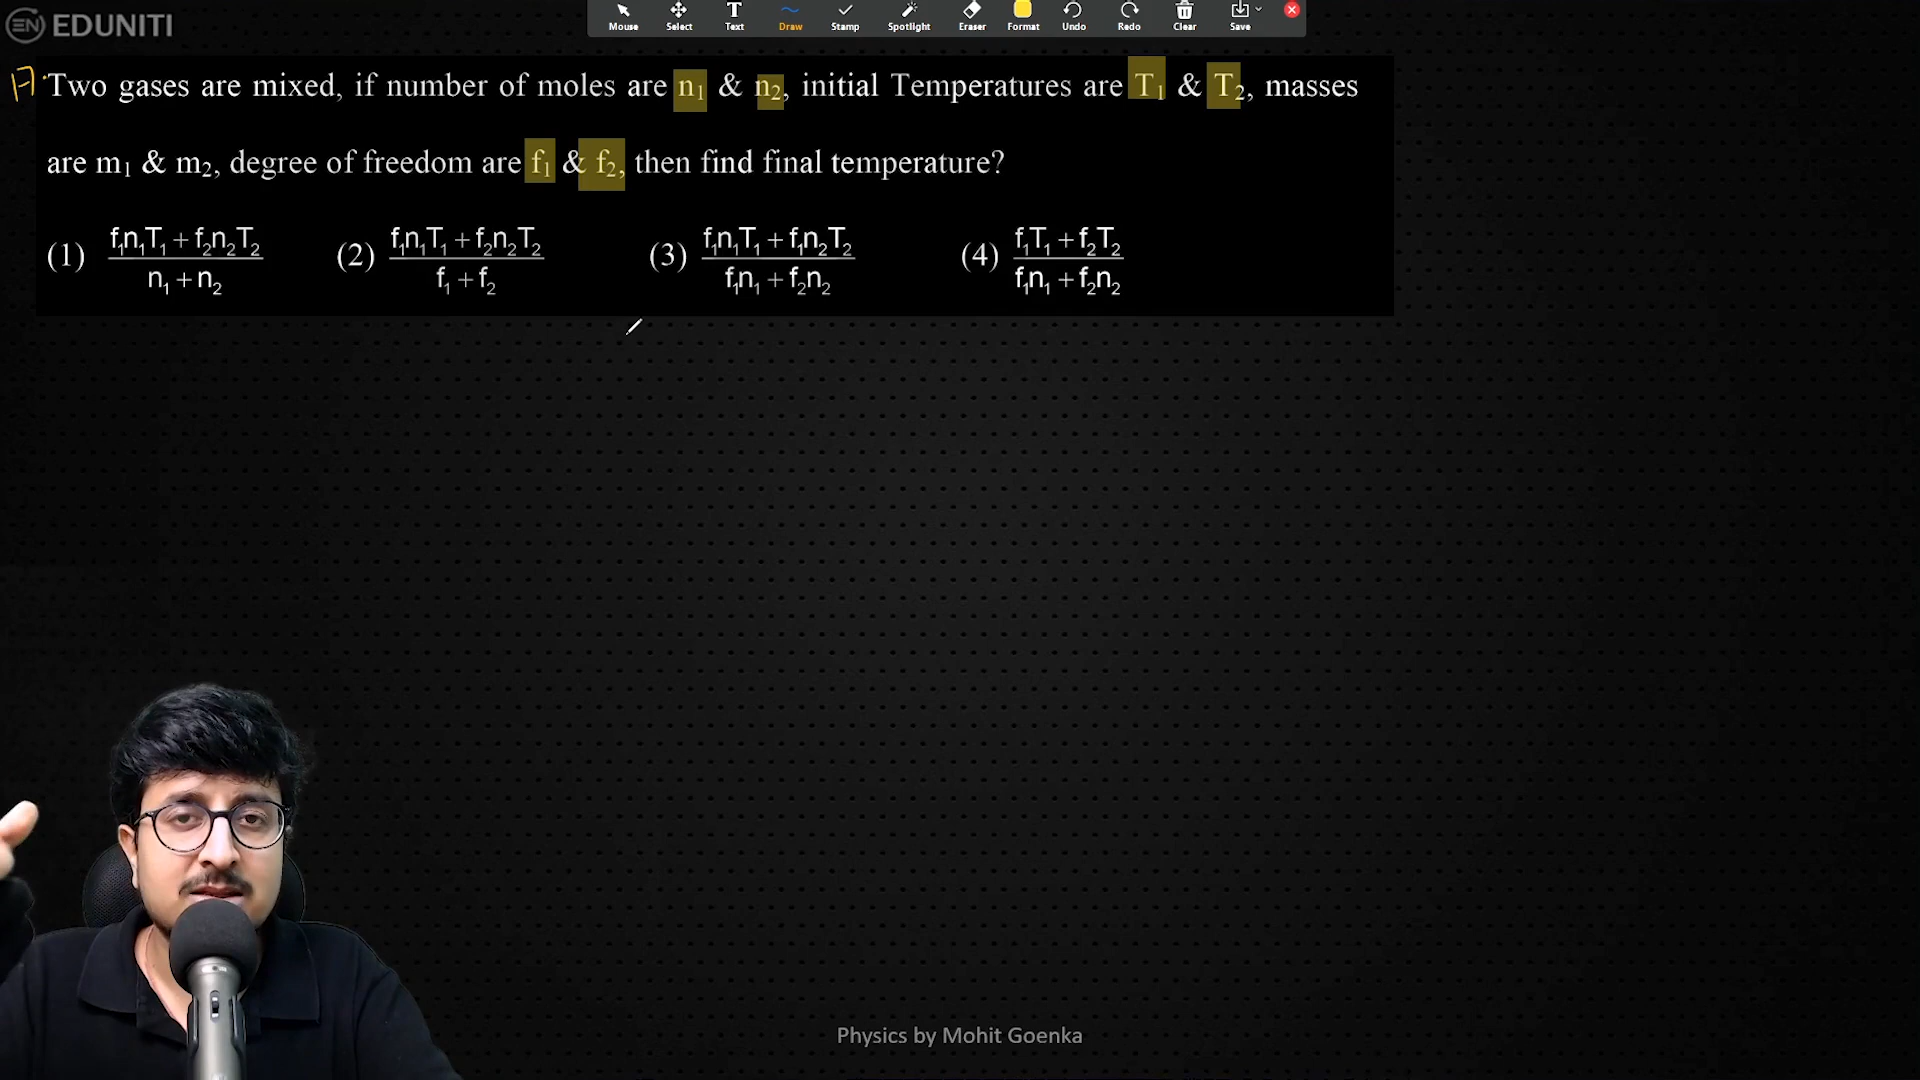 EN EDUNITI
Mouse Select Text Draw Stamp Spotlight Eraser Format Undo Redo Clear Save
Two gases are mixed, if number of moles are n₁ & n₂, initial Temperatures are T₁ & T₂, masses
are m₁ & m₂, degree of freedom are f₁ & f₂, then find final temperature?
(1) (f₁n₁T₁ + f₂n₂T₂)/(n₁ + n₂) (2) (f₁n₁T₁ + f₂n₂T₂)/(f₁ + f₂) (3) (f₁n₁T₁ + f₁n₂T₂)/(f₁n₁ + f₂n₂) (4) (f₁T₁ + f₂T₂)/(f₁n₁ + f₂n₂)
Physics by Mohit Goenka